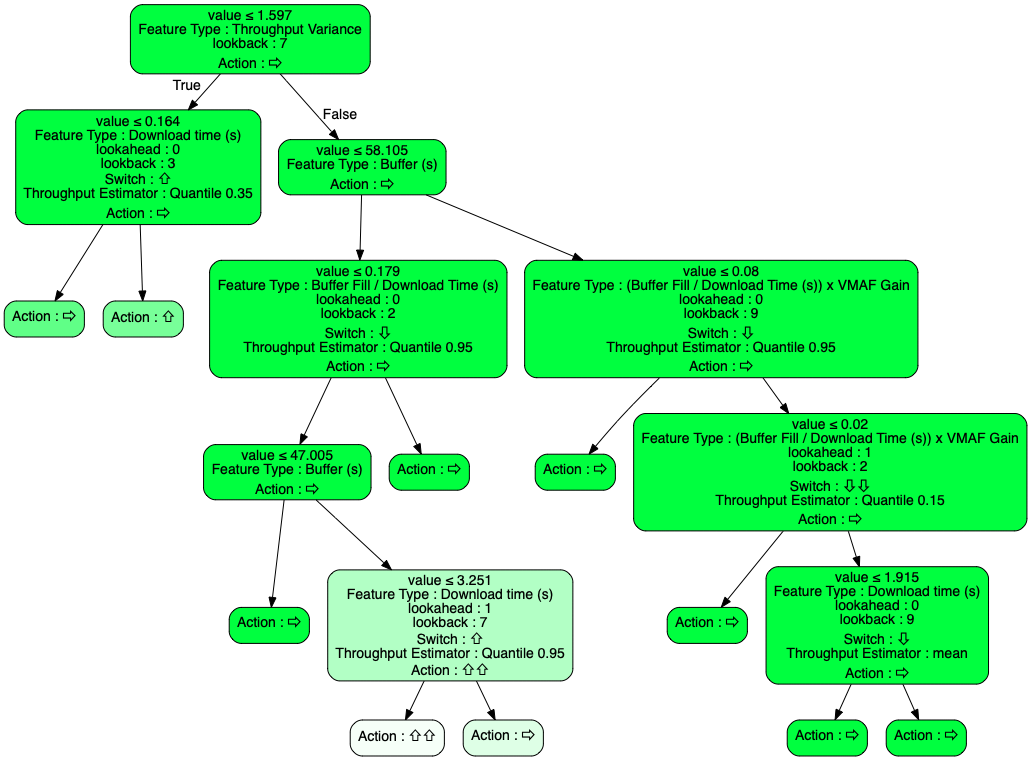 value ≤ 1.597
Feature Type : Throughput Variance
lookback : 7
Action : ⇨
True
False
value ≤ 0.164
Feature Type : Download time (s)
lookahead : 0
lookback : 3
Switch : ⇧
Throughput Estimator : Quantile 0.35
Action : ⇨
value ≤ 58.105
Feature Type : Buffer (s)
Action : ⇨
Action : ⇨
Action : ⇧
value ≤ 0.179
Feature Type : Buffer Fill / Download Time (s)
lookahead : 0
lookback : 2
Switch : ⇩
Throughput Estimator : Quantile 0.95
Action : ⇨
value ≤ 0.08
Feature Type : (Buffer Fill / Download Time (s)) x VMAF Gain
lookahead : 0
lookback : 9
Switch : ⇩
Throughput Estimator : Quantile 0.95
Action : ⇨
value ≤ 47.005
Feature Type : Buffer (s)
Action : ⇨
Action : ⇨
Action : ⇨
value ≤ 0.02
Feature Type : (Buffer Fill / Download Time (s)) x VMAF Gain
lookahead : 1
lookback : 2
Switch : ⇩⇩
Throughput Estimator : Quantile 0.15
Action : ⇨
Action : ⇨
value ≤ 3.251
Feature Type : Download time (s)
lookahead : 1
lookback : 7
Switch : ⇧
Throughput Estimator : Quantile 0.95
Action : ⇧⇧
Action : ⇨
value ≤ 1.915
Feature Type : Download time (s)
lookahead : 0
lookback : 9
Switch : ⇩
Throughput Estimator : mean
Action : ⇨
Action : ⇧⇧
Action : ⇨
Action : ⇨
Action : ⇨